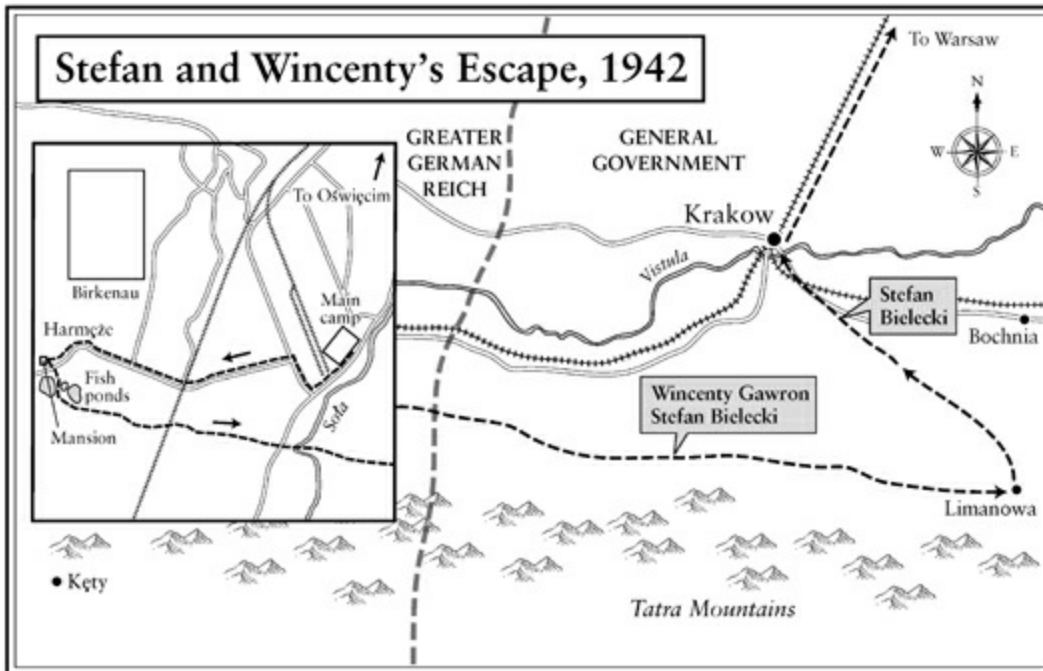 Stefan and Wincenty's Escape, 1942
To Warsaw
N
W
E
S
GREATER
GERMAN
REICH
GENERAL
GOVERNMENT
Krakow
Vistula
Stefan
Bielecki
Bochnia
Wincenty Gawron
Stefan Bielecki
Limanowa
Tatra Mountains
Kęty
To Oświęcim
Birkenau
Main
camp
Harmęże
Fish
ponds
Mansion
Soła